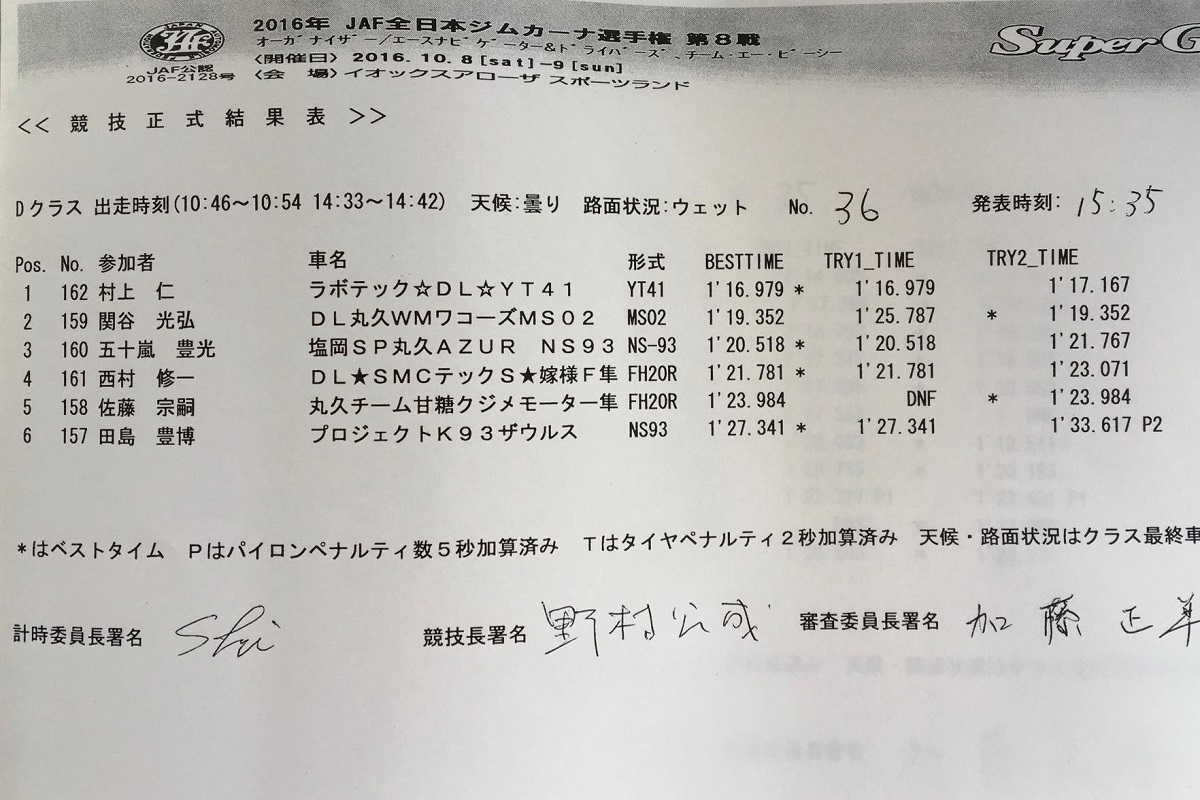 2016年 JAF全日本ジムカーナ選手権 第8戦
オーガナイザー/エースナビゲーター&ドライバーズ、チーム・エー・ピーシー
〈開催日〉 2016. 10. 8 [sat] -9 [sun]
〈会 場〉イオックスアローザ スポーツランド
JAF公認
2016-2128号
Super G
<< 競 技 正 式 結 果 表 >>
Dクラス 出走時刻(10:46～10:54 14:33～14:42) 天候:曇り 路面状況:ウェット No. 36 発表時刻: 15:35
Pos. No. 参加者 車名 形式 BESTTIME TRY1_TIME TRY2_TIME
1 162 村上 仁 ラボテック☆DL☆YT41 YT41 1'16.979 * 1'16.979 1'17.167
2 159 関谷 光弘 DL丸久WMワコーズMS02 MS02 1'19.352 1'25.787 * 1'19.352
3 160 五十嵐 豊光 塩岡SP丸久AZUR NS93 NS-93 1'20.518 * 1'20.518 1'21.767
4 161 西村 修一 DL★SMCテックS★嫁様F隼 FH20R 1'21.781 * 1'21.781 1'23.071
5 158 佐藤 宗嗣 丸久チーム甘糖クジメモーター隼 FH20R 1'23.984 DNF * 1'23.984
6 157 田島 豊博 プロジェクトK93ザウルス NS93 1'27.341 * 1'27.341 1'33.617 P2
*はベストタイム Pはパイロンペナルティ数5秒加算済み Tはタイヤペナルティ2秒加算済み 天候・路面状況はクラス最終車
計時委員長署名 競技長署名 野村公成 審査委員長署名 加藤 正